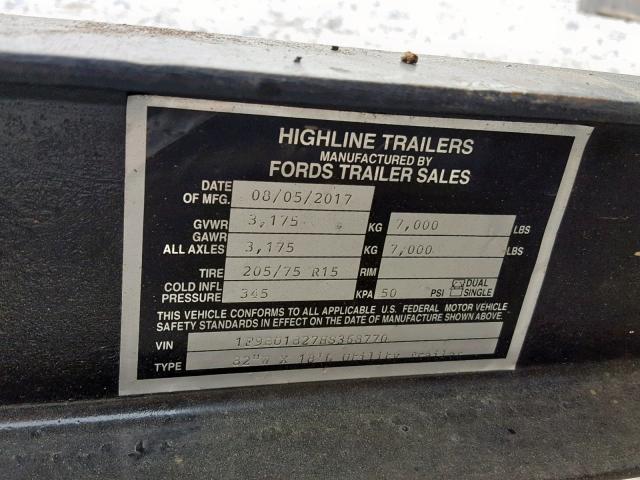 HIGHLINE TRAILERS
MANUFACTURED BY
FORDS TRAILER SALES
DATE OF MFG. 08/05/2017
GVWR 3,175 KG 7,000 LBS
GAWR ALL AXLES 3,175 KG 7,000 LBS
TIRE 205/75 R15 RIM
COLD INFL PRESSURE 345 KPA 50 PSI DUAL SINGLE
THIS VEHICLE CONFORMS TO ALL APPLICABLE U.S. FEDERAL MOTOR VEHICLE
SAFETY STANDARDS IN EFFECT ON THE DATE OF MANUFACTURE SHOWN ABOVE.
VIN
TYPE 82"W X Utility Trailer